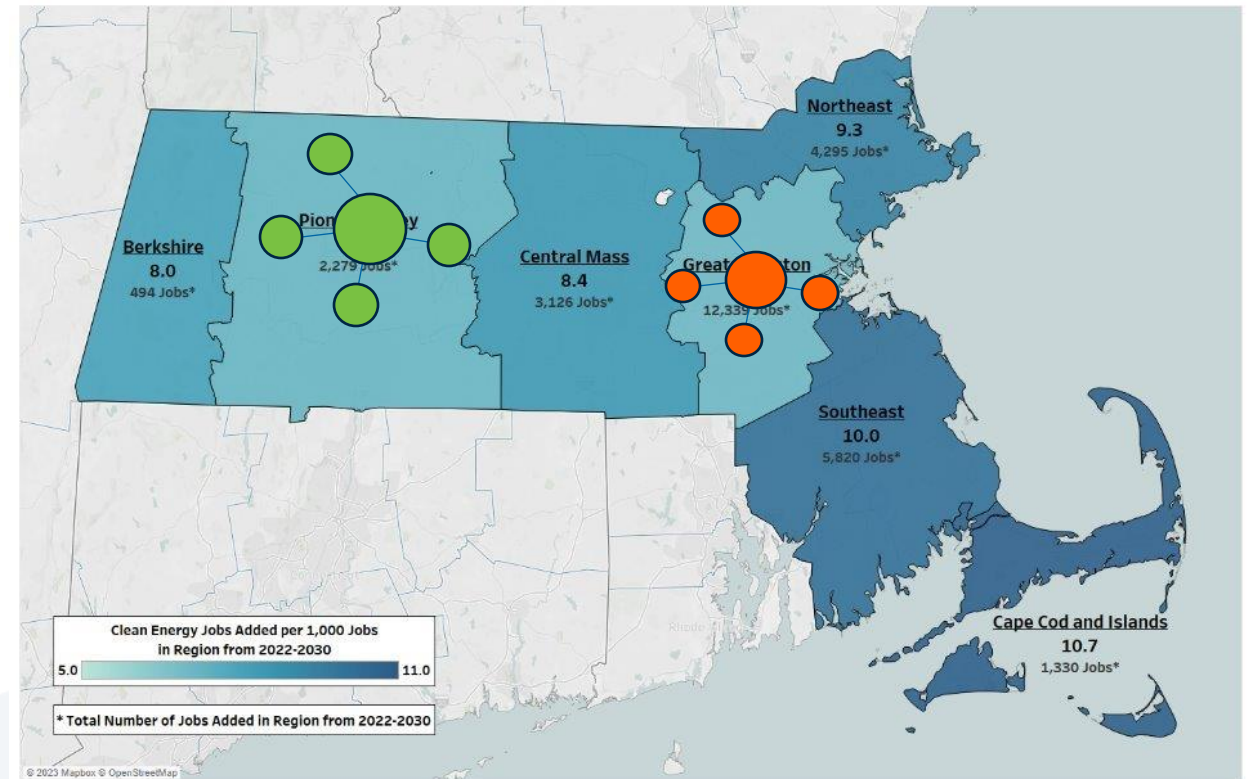 Northeast
9.3
4,295 Jobs*
Berkshire
8.0
494 Jobs*
2,279 Jobs*
Central Mass
8.4
3,126 Jobs*
12,339 Jobs*
Southeast
10.0
5,820 Jobs*
Cape Cod and Islands
10.7
1,330 Jobs*
Clean Energy Jobs Added per 1,000 Jobs
in Region from 2022-2030
5.0 11.0
* Total Number of Jobs Added in Region from 2022-2030
© 2023 Mapbox © OpenStreetMap